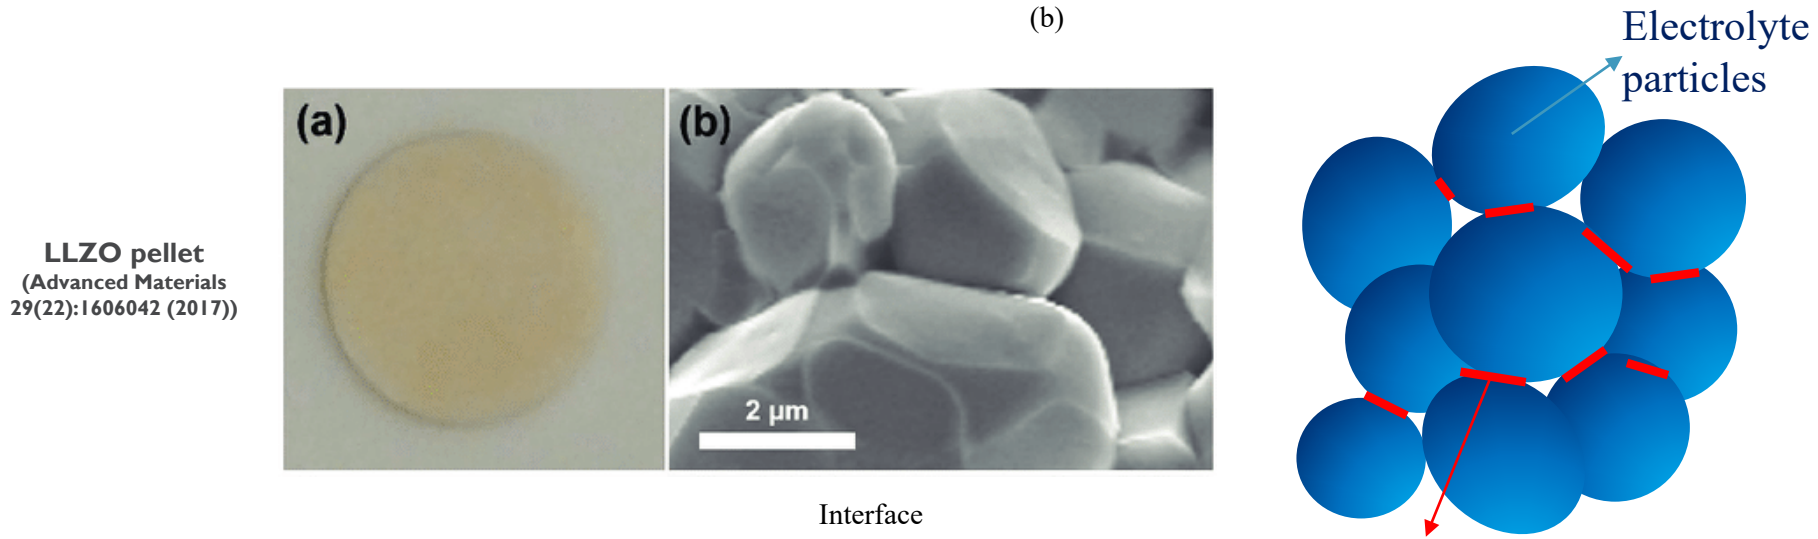 (b)
Electrolyte
particles
(a)
(b)
LLZO pellet
(Advanced Materials
29(22):1606042 (2017))
2 µm
Interface